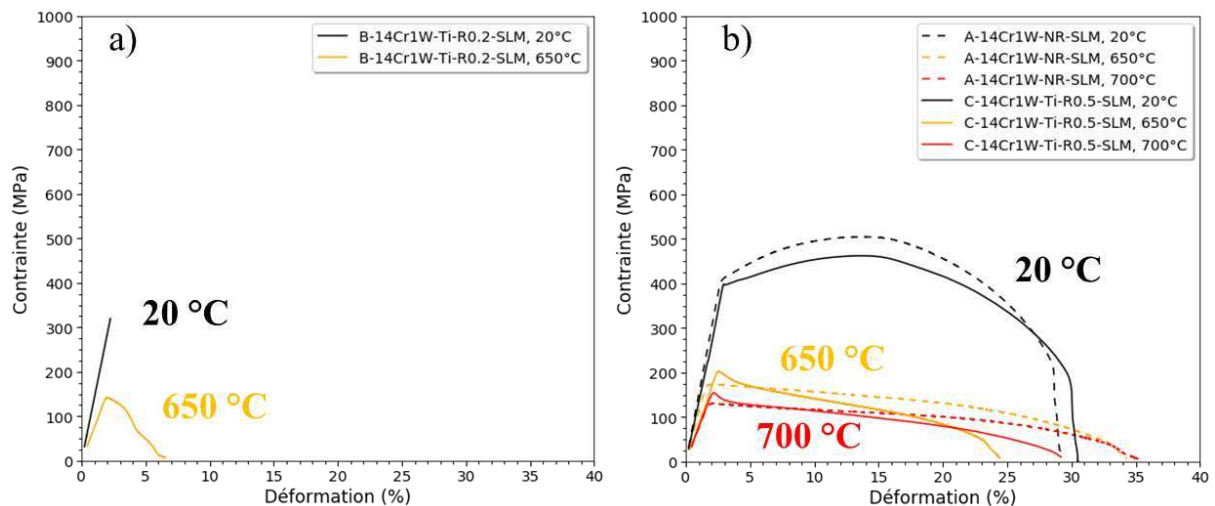 a)
B-14Cr1W-Ti-R0.2-SLM, 20°C
B-14Cr1W-Ti-R0.2-SLM, 650°C
1000
900
800
700
600
500
400
300
200
100
0
Contrainte (MPa)
20 °C
650 °C
0 5 10 15 20 25 30 35 40
Déformation (%)
b)
A-14Cr1W-NR-SLM, 20°C
A-14Cr1W-NR-SLM, 650°C
A-14Cr1W-NR-SLM, 700°C
C-14Cr1W-Ti-R0.5-SLM, 20°C
C-14Cr1W-Ti-R0.5-SLM, 650°C
C-14Cr1W-Ti-R0.5-SLM, 700°C
1000
900
800
700
600
500
400
300
200
100
0
Contrainte (MPa)
20 °C
650 °C
700 °C
0 5 10 15 20 25 30 35 40
Déformation (%)